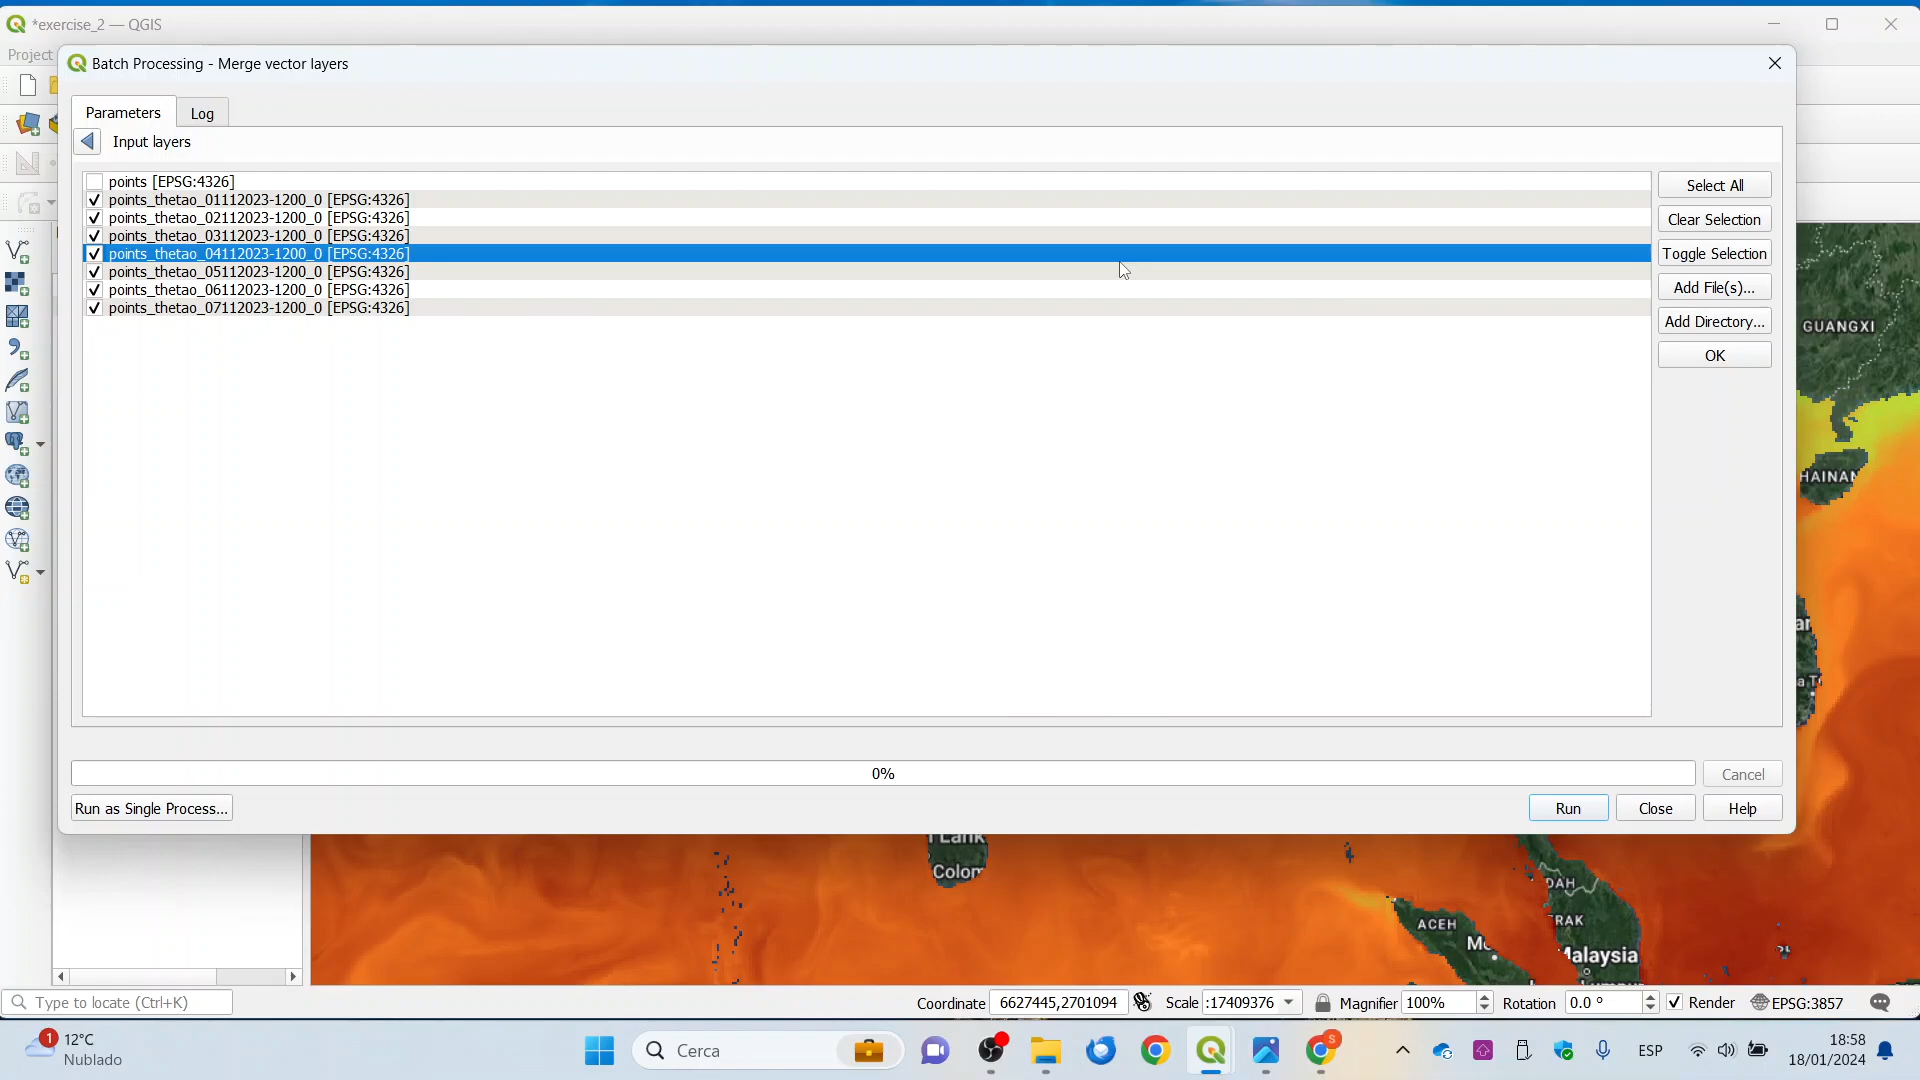 *exercise_2 — QGIS
Project
Batch Processing - Merge vector layers
Parameters
Log
Input layers
points [EPSG:4326]
points_thetao_01112023-1200_0 [EPSG:4326]
points_thetao_02112023-1200_0 [EPSG:4326]
points_thetao_03112023-1200_0 [EPSG:4326]
points_thetao_04112023-1200_0 [EPSG:4326]
points_thetao_05112023-1200_0 [EPSG:4326]
points_thetao_06112023-1200_0 [EPSG:4326]
points_thetao_07112023-1200_0 [EPSG:4326]
Select All
Clear Selection
Toggle Selection
Add File(s)...
Add Directory...
OK
GUANGXI
HAINAN
0%
Cancel
Run as Single Process...
Run
Close
Help
Lank
Colom
ACEH
DAH
RAK
Malaysia
Type to locate (Ctrl+K)
Coordinate 6627445,2701094
Scale :17409376
Magnifier 100%
Rotation 0.0 °
Render
EPSG:3857
1
12°C
Nublado
Cerca
S
ESP
18:58
18/01/2024